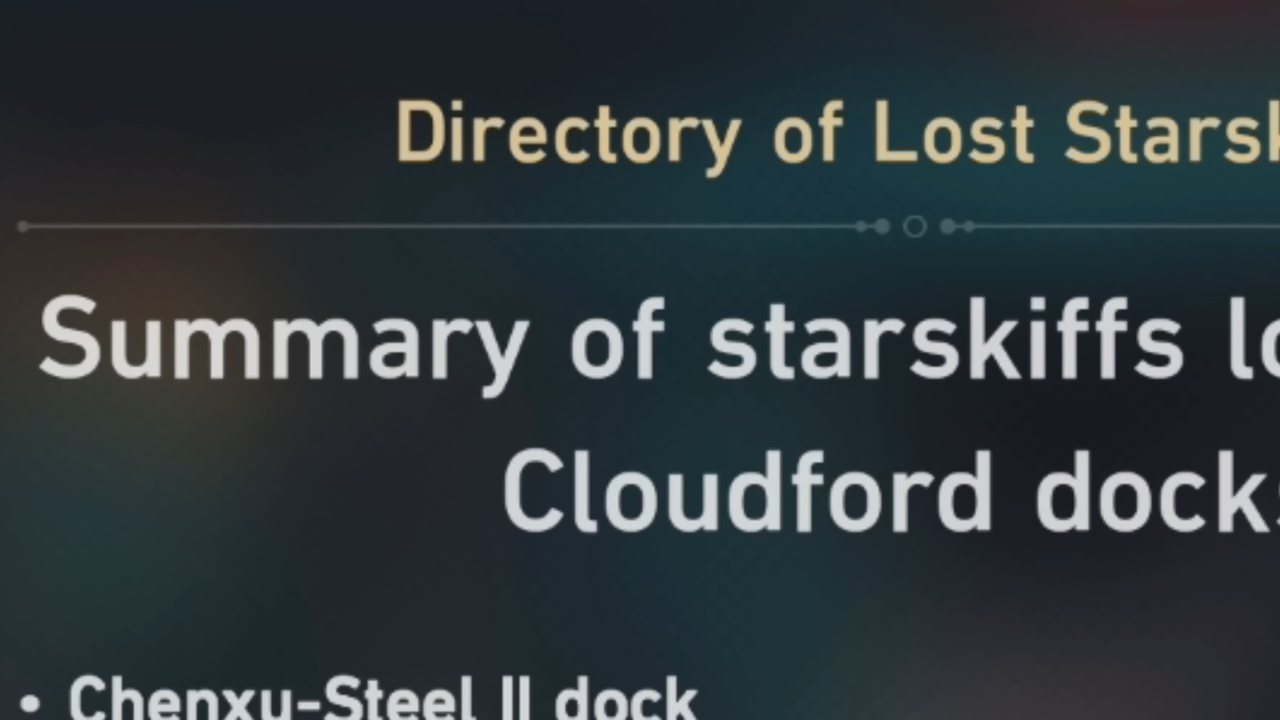 Directory of Lost Starsk
Summary of starskiffs lo
Cloudford docks
• Chenxu-Steel II dock